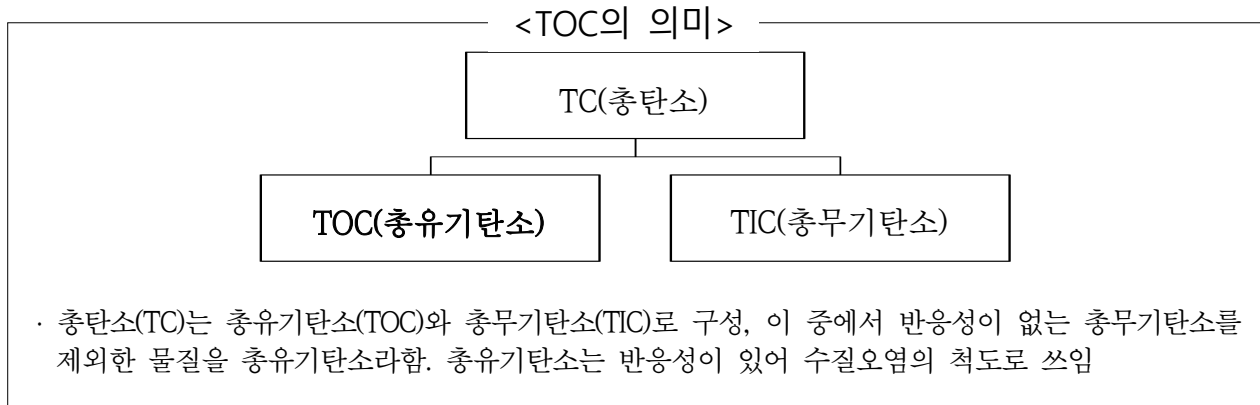 <TOC의 의미>
TC(총탄소)
TOC(총유기탄소)
TIC(총무기탄소)
· 총탄소(TC)는 총유기탄소(TOC)와 총무기탄소(TIC)로 구성, 이 중에서 반응성이 없는 총무기탄소를
제외한 물질을 총유기탄소라함. 총유기탄소는 반응성이 있어 수질오염의 척도로 쓰임